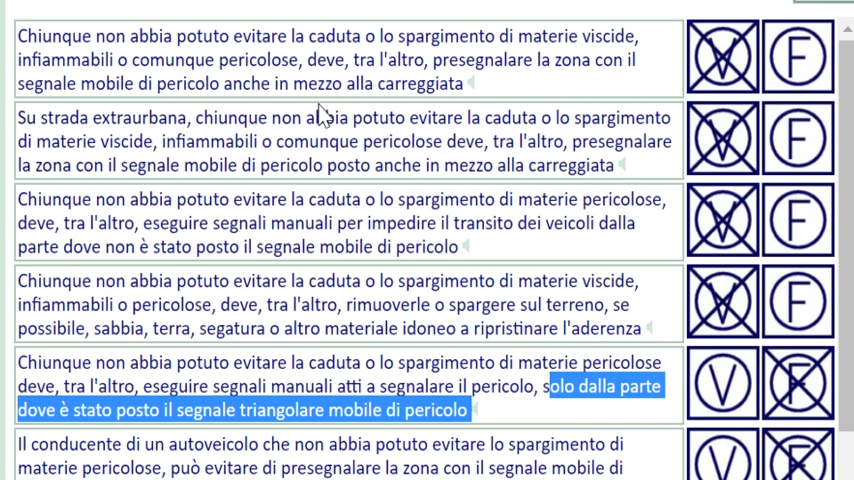 Chiunque non abbia potuto evitare la caduta o lo spargimento di materie viscide,
infiammabili o comunque pericolose, deve, tra l'altro, presegnalare la zona con il
segnale mobile di pericolo anche in mezzo alla carreggiata
V F
Su strada extraurbana, chiunque non abbia potuto evitare la caduta o lo spargimento
di materie viscide, infiammabili o comunque pericolose deve, tra l'altro, presegnalare
la zona con il segnale mobile di pericolo posto anche in mezzo alla carreggiata
V F
Chiunque non abbia potuto evitare la caduta o lo spargimento di materie pericolose,
deve, tra l'altro, eseguire segnali manuali per impedire il transito dei veicoli dalla
parte dove non è stato posto il segnale mobile di pericolo
V F
Chiunque non abbia potuto evitare la caduta o lo spargimento di materie viscide,
infiammabili o pericolose, deve, tra l'altro, rimuoverle o spargere sul terreno, se
possibile, sabbia, terra, segatura o altro materiale idoneo a ripristinare l'aderenza
V F
Chiunque non abbia potuto evitare la caduta o lo spargimento di materie pericolose
deve, tra l'altro, eseguire segnali manuali atti a segnalare il pericolo, solo dalla parte
dove è stato posto il segnale triangolare mobile di pericolo
V F
Il conducente di un autoveicolo che non abbia potuto evitare lo spargimento di
materie pericolose, può evitare di presegnalare la zona con il segnale mobile di
V F